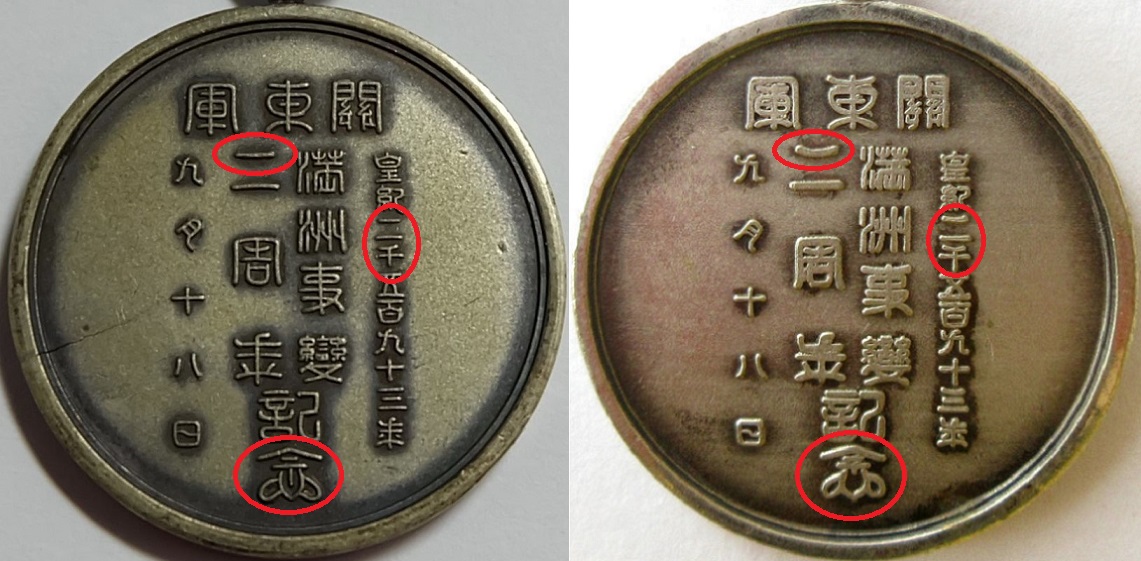 關東軍
皇紀二千五百九十三年
滿洲事變
二周年
記念
九月十八日
關東軍
皇紀二千五百九十三年
滿洲事變
二周年
記念
九月十八日